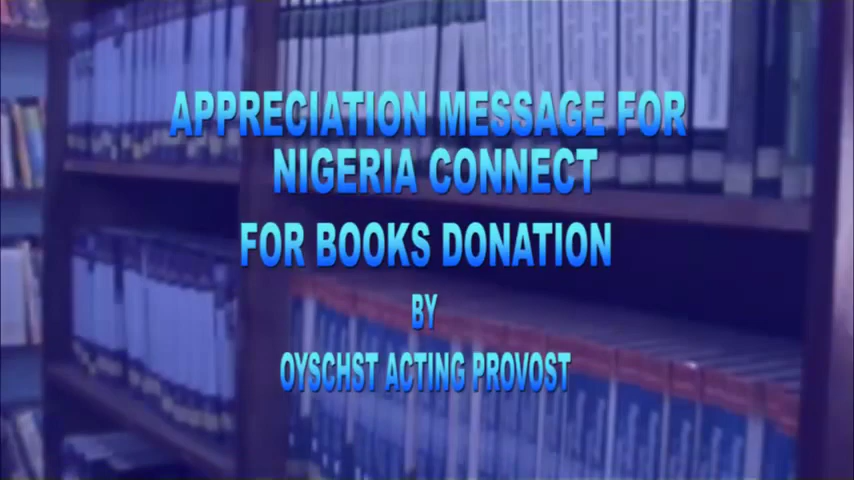 APPRECIATION MESSAGE FOR
NIGERIA CONNECT
FOR BOOKS DONATION
BY
OYSCHST ACTING PROVOST